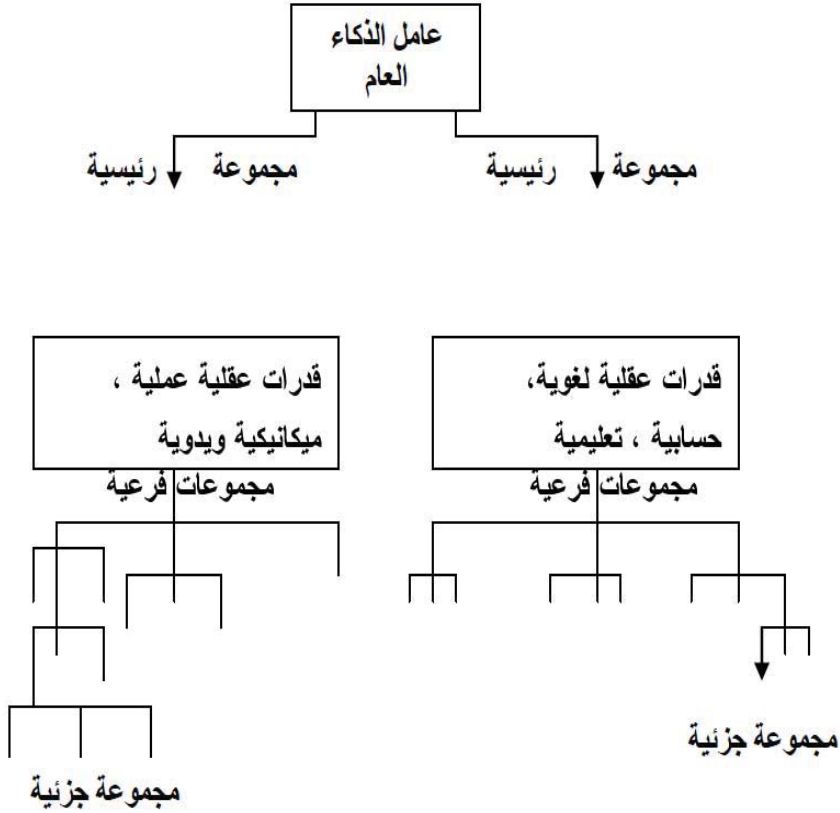 عامل الذكاء
العام
مجموعة رئيسية
مجموعة رئيسية
قدرات عقلية لغوية،
حسابية ، تعليمية
قدرات عقلية عملية ،
ميكانيكية ويدوية
مجموعات فرعية
مجموعات فرعية
مجموعة جزئية
مجموعة جزئية